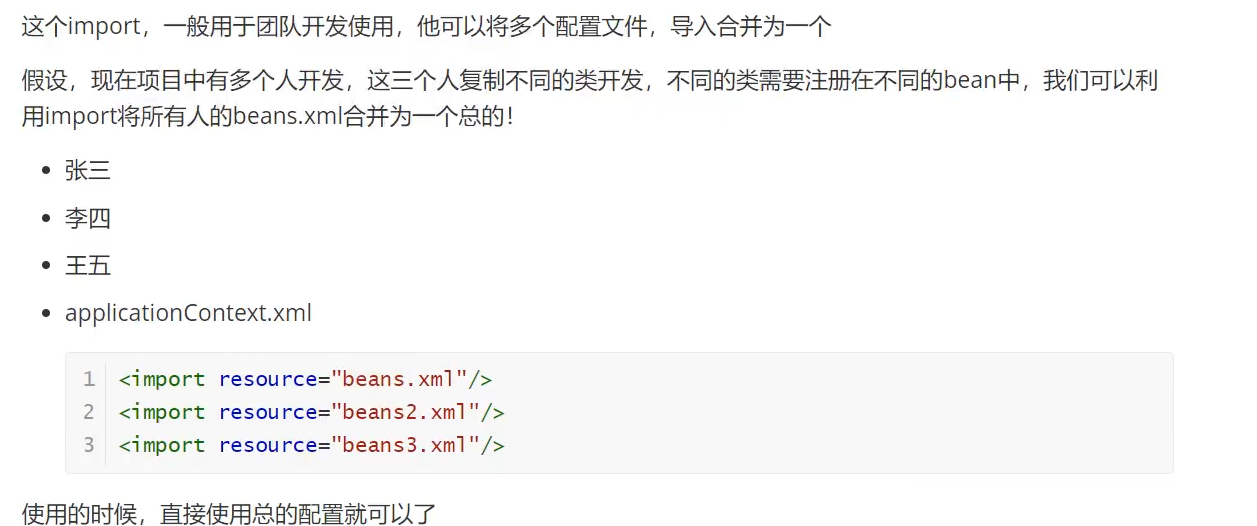 这个import，一般用于团队开发使用，他可以将多个配置文件，导入合并为一个
假设，现在项目中有多个人开发，这三个人复制不同的类开发，不同的类需要注册在不同的bean中，我们可以利
用import将所有人的beans.xml合并为一个总的！
张三
李四
王五
applicationContext.xml
1 <import resource="beans.xml"/>
2 <import resource="beans2.xml"/>
3 <import resource="beans3.xml"/>
使用的时候，直接使用总的配置就可以了